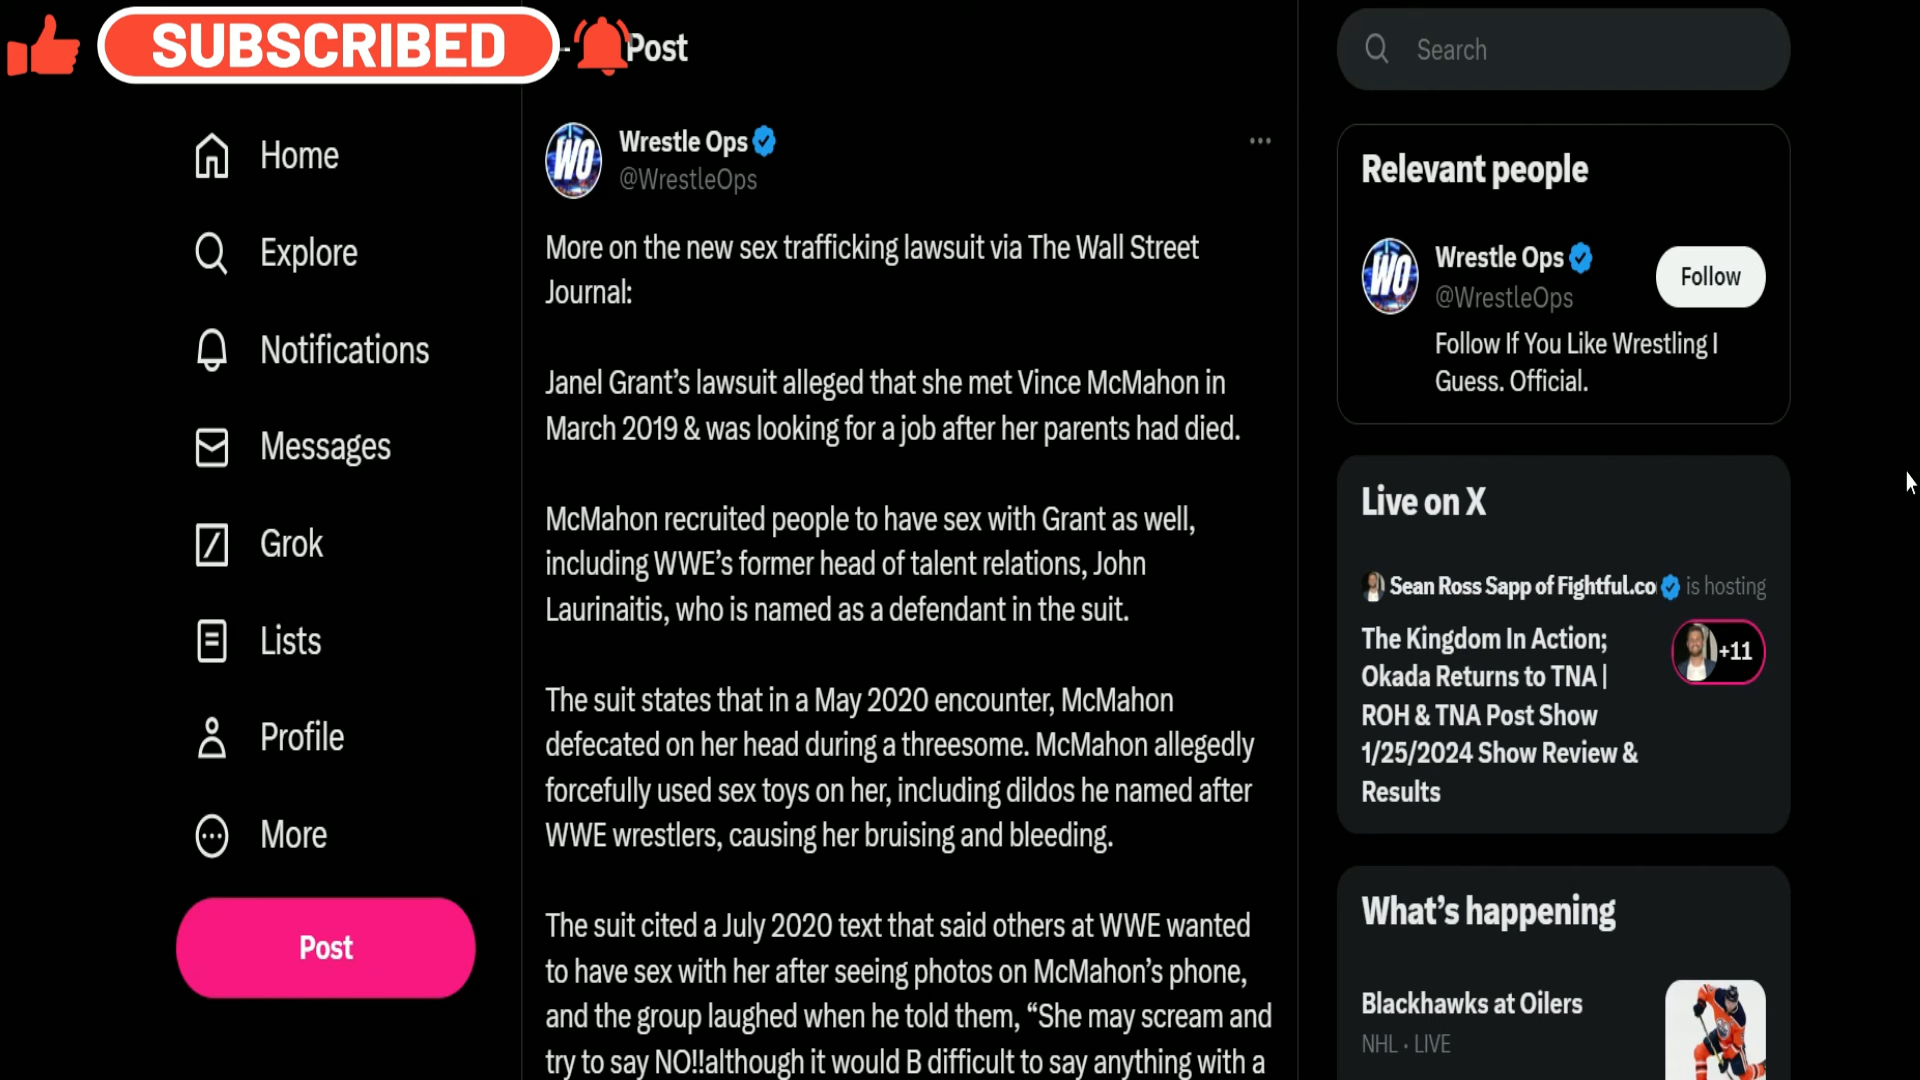 SUBSCRIBED
Post
Home
Explore
Notifications
Messages
Grok
Lists
Profile
More
Post
WO
Wrestle Ops
@WrestleOps
More on the new sex trafficking lawsuit via The Wall Street
Journal:
Janel Grant’s lawsuit alleged that she met Vince McMahon in
March 2019 & was looking for a job after her parents had died.
McMahon recruited people to have sex with Grant as well,
including WWE’s former head of talent relations, John
Laurinaitis, who is named as a defendant in the suit.
The suit states that in a May 2020 encounter, McMahon
defecated on her head during a threesome. McMahon allegedly
forcefully used sex toys on her, including dildos he named after
WWE wrestlers, causing her bruising and bleeding.
The suit cited a July 2020 text that said others at WWE wanted
to have sex with her after seeing photos on McMahon’s phone,
and the group laughed when he told them, “She may scream and
try to say NO!!although it would B difficult to say anything with a
Search
Relevant people
WO
Wrestle Ops
@WrestleOps
Follow
Follow If You Like Wrestling I
Guess. Official.
Live on X
Sean Ross Sapp of Fightful.co is hosting
The Kingdom In Action;
Okada Returns to TNA |
ROH & TNA Post Show
1/25/2024 Show Review &
Results
+11
What’s happening
Blackhawks at Oilers
NHL · LIVE